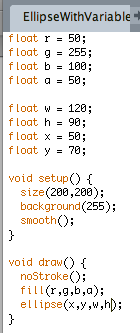 EllipseWithVariable
float r = 50;
float g = 255;
float b = 100;
float a = 50;
float w = 120;
float h = 90;
float x = 50;
float y = 70;
void setup() {
size(200,200);
background(255);
smooth();
}
void draw() {
noStroke();
fill(r,g,b,a);
ellipse(x,y,w,h);
}